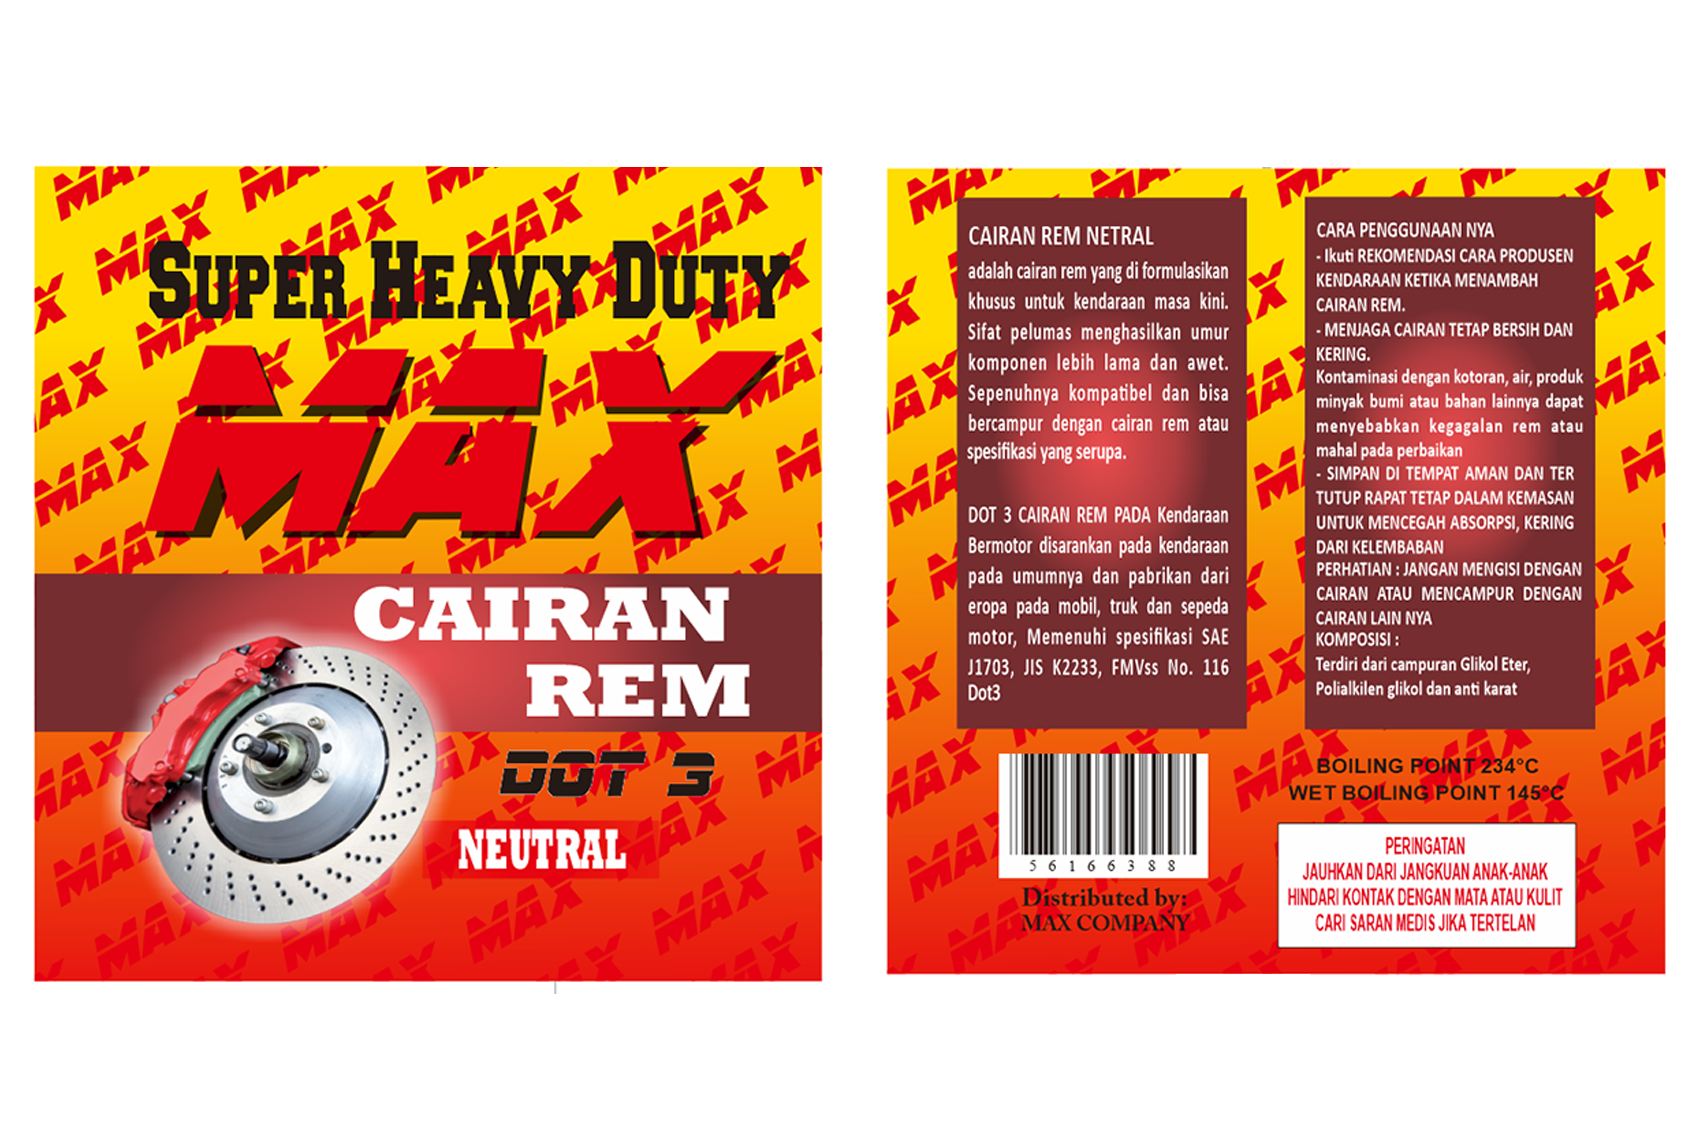 SUPER HEAVY DUTY
MAX
CAIRAN
REM
DOT 3
NEUTRAL
CAIRAN REM NETRAL
adalah cairan rem yang di formulasikan
khusus untuk kendaraan masa kini.
Sifat pelumas menghasilkan umur
komponen lebih lama dan awet.
Sepenuhnya kompatibel dan bisa
bercampur dengan cairan rem atau
spesifikasi yang serupa.
DOT 3 CAIRAN REM PADA Kendaraan
Bermotor disarankan pada kendaraan
pada umumnya dan pabrikan dari
eropa pada mobil, truk dan sepeda
motor, Memenuhi spesifikasi SAE
J1703, JIS K2233, FMVss No. 116
Dot3
56166388
Distributed by:
MAX COMPANY
CARA PENGGUNAAN NYA
- Ikuti REKOMENDASI CARA PRODUSEN
KENDARAAN KETIKA MENAMBAH
CAIRAN REM.
- MENJAGA CAIRAN TETAP BERSIH DAN
KERING.
Kontaminasi dengan kotoran, air, produk
minyak bumi atau bahan lainnya dapat
menyebabkan kegagalan rem atau
mahal pada perbaikan
- SIMPAN DI TEMPAT AMAN DAN TER
TUTUP RAPAT TETAP DALAM KEMASAN
UNTUK MENCEGAH ABSORPSI, KERING
DARI KELEMBABAN
PERHATIAN : JANGAN MENGISI DENGAN
CAIRAN ATAU MENCAMPUR DENGAN
CAIRAN LAIN NYA
KOMPOSISI :
Terdiri dari campuran Glikol Eter,
Polialkilen glikol dan anti karat
BOILING POINT 234°C
WET BOILING POINT 145°C
PERINGATAN
JAUHKAN DARI JANGKUAN ANAK-ANAK
HINDARI KONTAK DENGAN MATA ATAU KULIT
CARI SARAN MEDIS JIKA TERTELAN